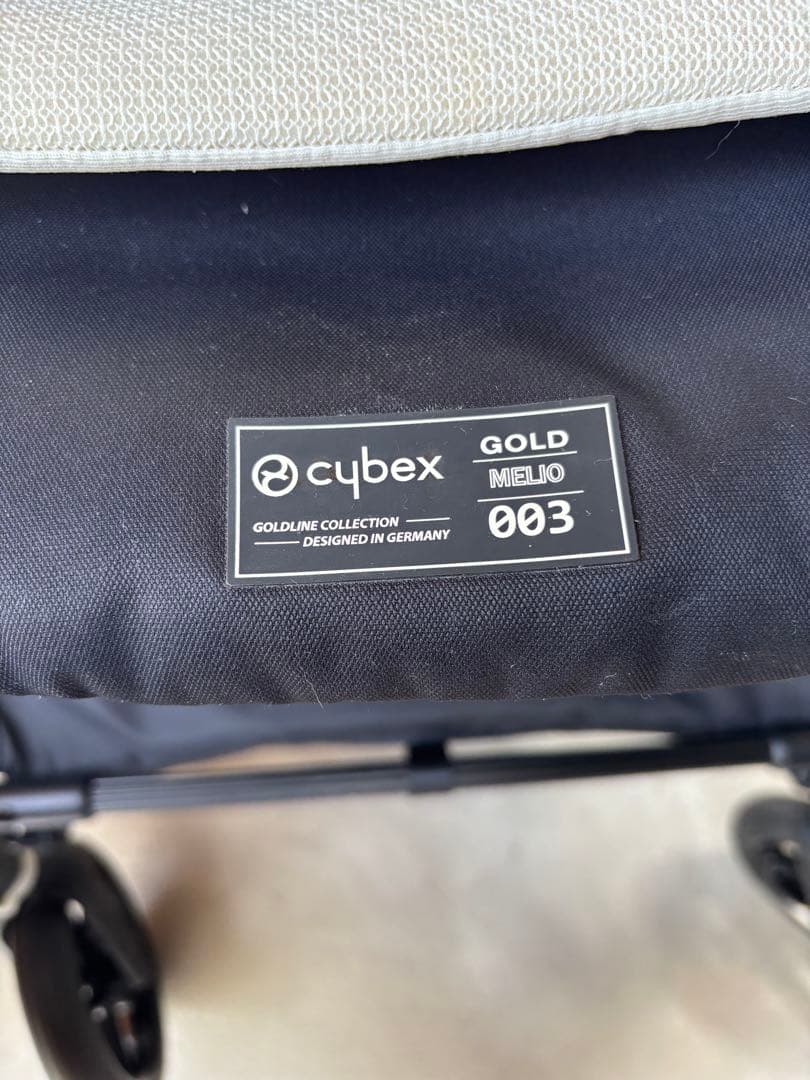 cybex
GOLDLINE COLLECTION
DESIGNED IN GERMANY
GOLD
MELIO
003